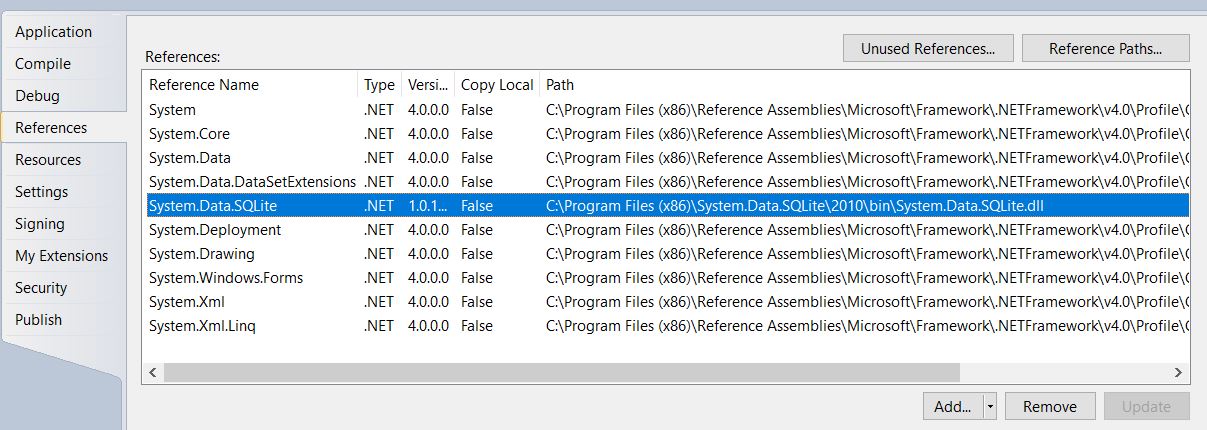 Application
Compile
Debug
References
Resources
Settings
Signing
My Extensions
Security
Publish
References:
Unused References...
Reference Paths...
Reference Name Type Versi... Copy Local Path
System .NET 4.0.0.0 False C:\Program Files (x86)\Reference Assemblies\Microsoft\Framework\.NETFramework\v4.0\Profile\C
System.Core .NET 4.0.0.0 False C:\Program Files (x86)\Reference Assemblies\Microsoft\Framework\.NETFramework\v4.0\Profile\C
System.Data .NET 4.0.0.0 False C:\Program Files (x86)\Reference Assemblies\Microsoft\Framework\.NETFramework\v4.0\Profile\C
System.Data.DataSetExtensions .NET 4.0.0.0 False C:\Program Files (x86)\Reference Assemblies\Microsoft\Framework\.NETFramework\v4.0\Profile\C
System.Data.SQLite .NET 1.0.1... False C:\Program Files (x86)\System.Data.SQLite\2010\bin\System.Data.SQLite.dll
System.Deployment .NET 4.0.0.0 False C:\Program Files (x86)\Reference Assemblies\Microsoft\Framework\.NETFramework\v4.0\Profile\C
System.Drawing .NET 4.0.0.0 False C:\Program Files (x86)\Reference Assemblies\Microsoft\Framework\.NETFramework\v4.0\Profile\C
System.Windows.Forms .NET 4.0.0.0 False C:\Program Files (x86)\Reference Assemblies\Microsoft\Framework\.NETFramework\v4.0\Profile\C
System.Xml .NET 4.0.0.0 False C:\Program Files (x86)\Reference Assemblies\Microsoft\Framework\.NETFramework\v4.0\Profile\C
System.Xml.Linq .NET 4.0.0.0 False C:\Program Files (x86)\Reference Assemblies\Microsoft\Framework\.NETFramework\v4.0\Profile\C
Add...
Remove
Update